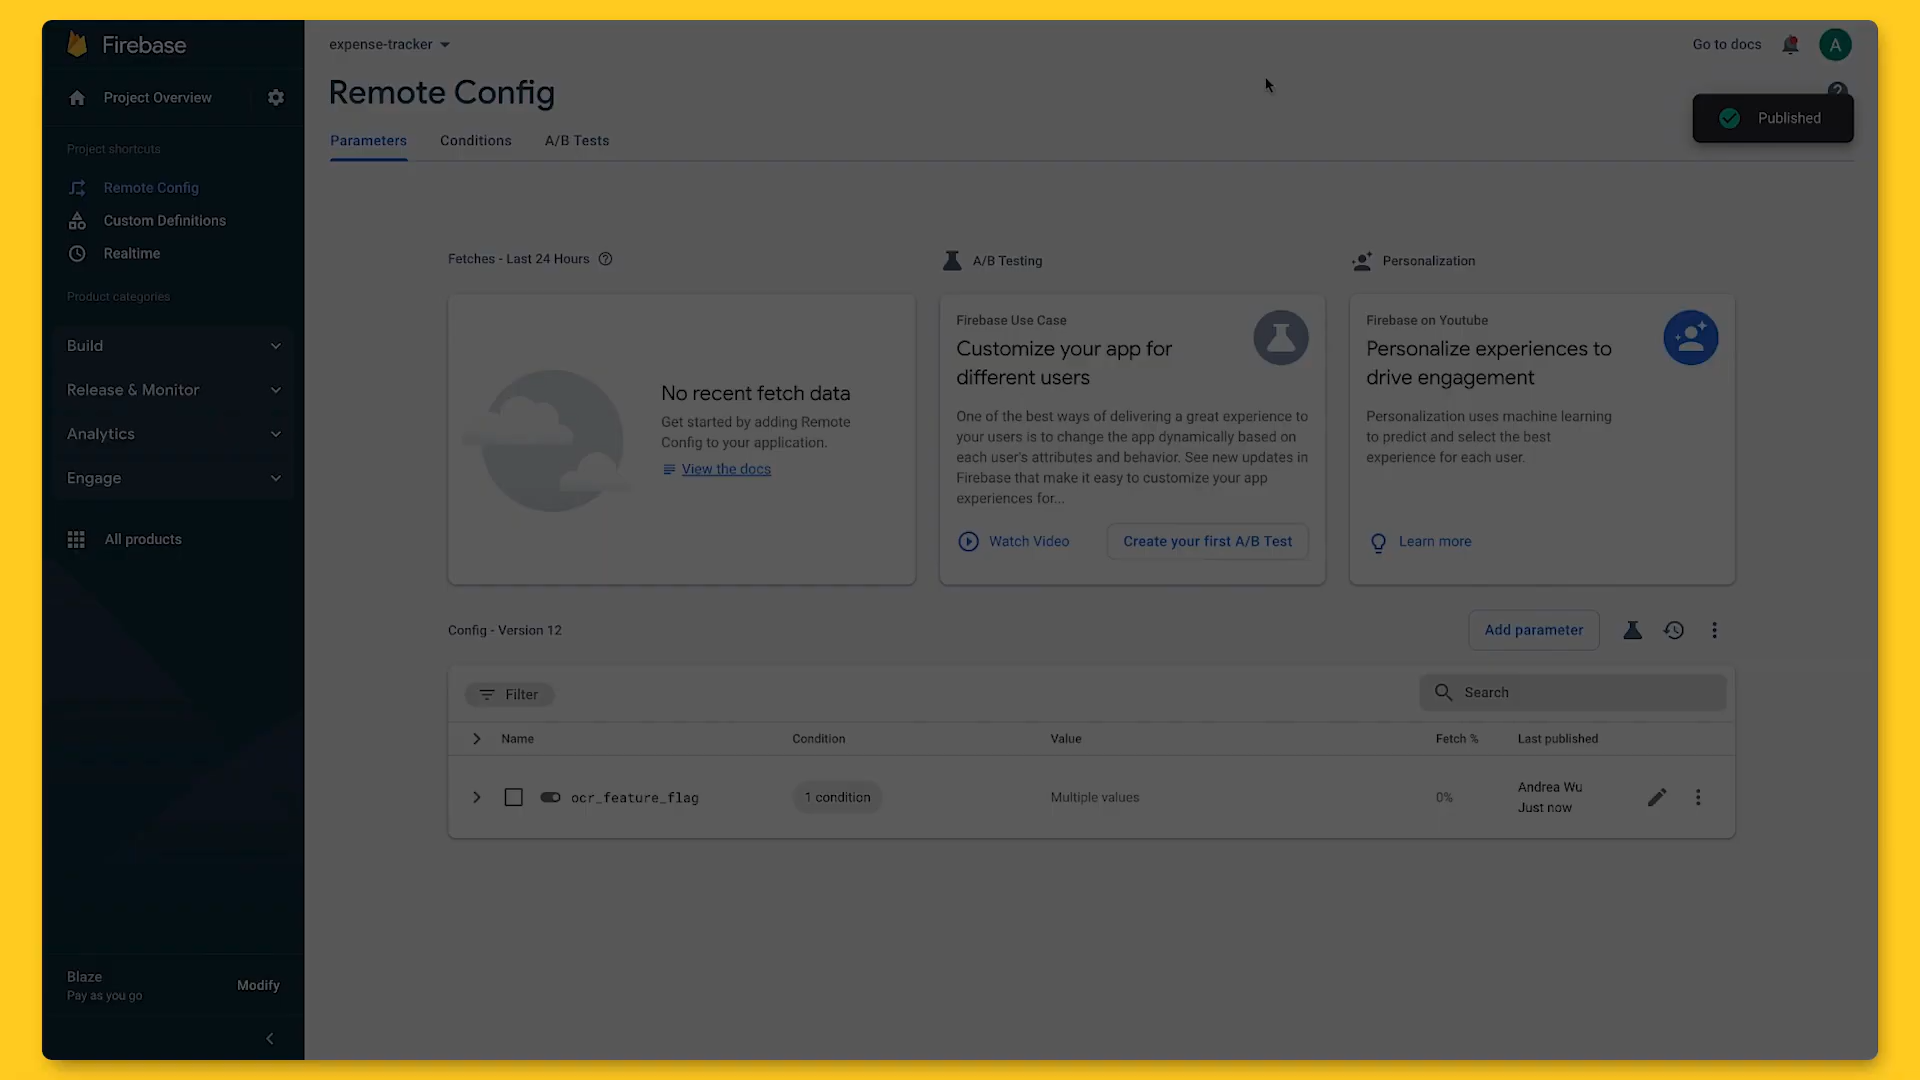 Firebase
Project Overview
Project shortcuts
Remote Config
Custom Definitions
Realtime
Product categories
Build
Release & Monitor
Analytics
Engage
All products
Blaze
Pay as you go
Modify
expense-tracker
Go to docs
A
Remote Config
Published
Parameters
Conditions
A/B Tests
Fetches - Last 24 Hours
No recent fetch data
Get started by adding Remote
Config to your application.
View the docs
A/B Testing
Firebase Use Case
Customize your app for
different users
One of the best ways of delivering a great experience to
your users is to change the app dynamically based on
each user's attributes and behavior. See new updates in
Firebase that make it easy to customize your app
experiences for...
Watch Video
Create your first A/B Test
Personalization
Firebase on Youtube
Personalize experiences to
drive engagement
Personalization uses machine learning
to predict and select the best
experience for each user.
Learn more
Config - Version 12
Add parameter
Filter
Search
Name
Condition
Value
Fetch %
Last published
ocr_feature_flag
1 condition
Multiple values
0%
Andrea Wu
Just now